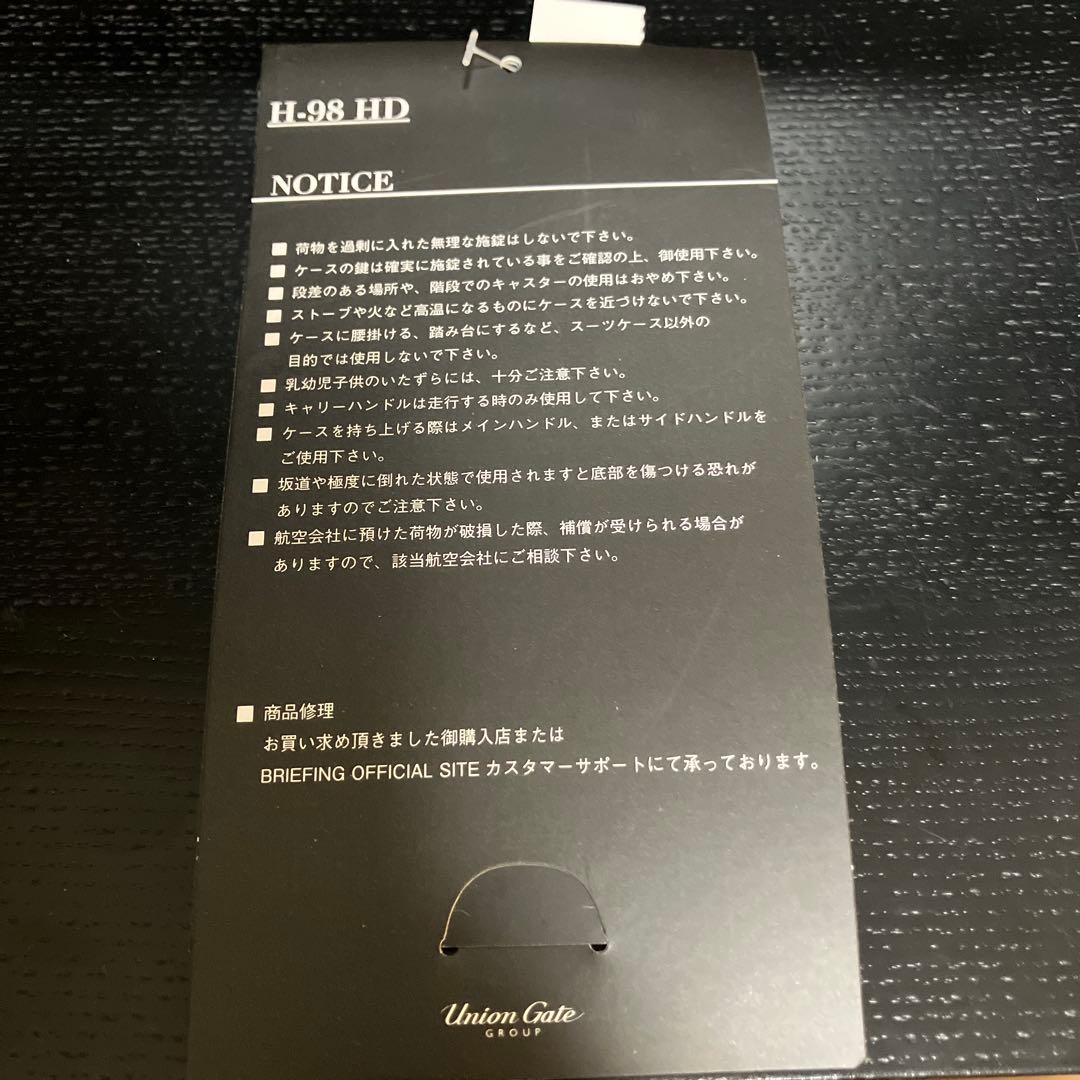 H-98 HD
NOTICE
■ 荷物を過剰に入れた無理な施錠はしないで下さい。
■ ケースの鍵は確実に施錠されている事をご確認の上、御使用下さい。
■ 段差のある場所や、階段でのキャスターの使用はおやめ下さい。
■ ストーブや火など高温になるものにケースを近づけないで下さい。
■ ケースに腰掛ける、踏み台にするなど、スーツケース以外の
目的では使用しないで下さい。
■ 乳幼児子供のいたずらには、十分ご注意下さい。
■ キャリーハンドルは走行する時のみ使用して下さい。
■ ケースを持ち上げる際はメインハンドル、またはサイドハンドルを
ご使用下さい。
■ 坂道や極度に倒れた状態で使用されますと底部を傷つける恐れが
ありますのでご注意下さい。
■ 航空会社に預けた荷物が破損した際、補償が受けられる場合が
ありますので、該当航空会社にご相談下さい。
■ 商品修理
お買い求め頂きました御購入店または
BRIEFING OFFICIAL SITE カスタマーサポートにて承っております。
Union Gate
GROUP